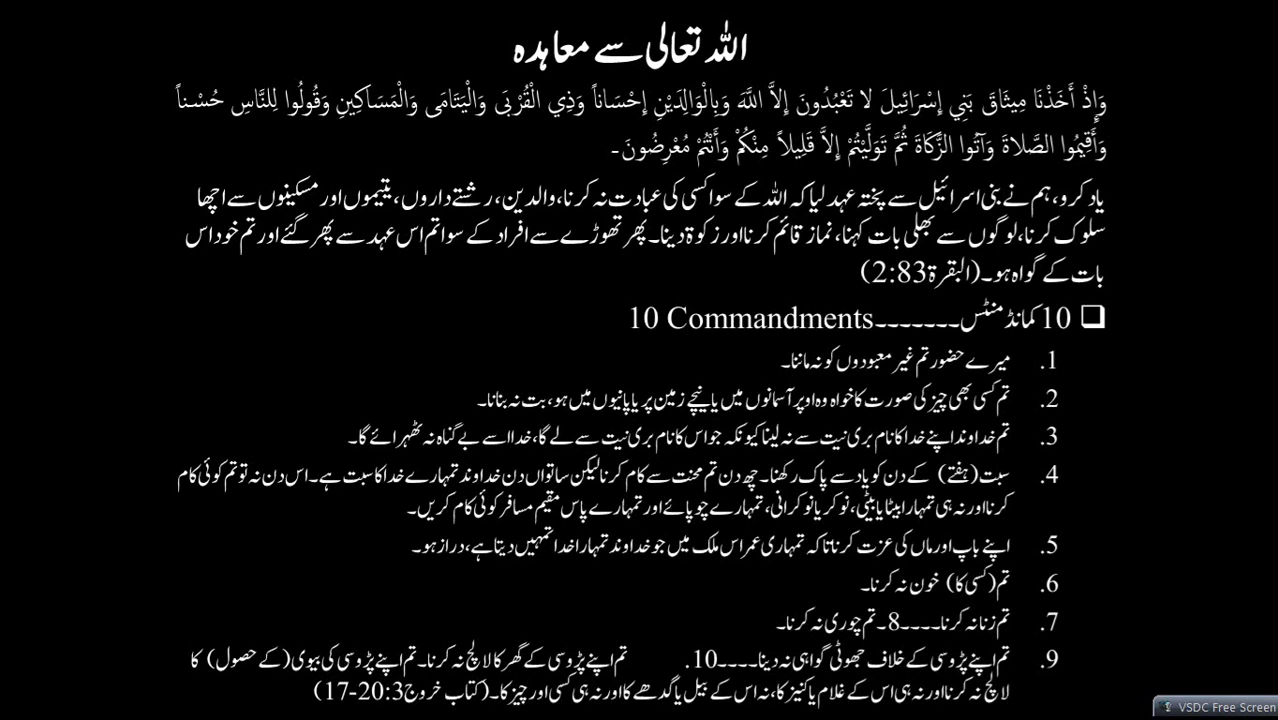 اللہ تعالی سے معاہدہ
وَإِذْ أَخَذْنَا مِيثَاقَ بَنِي إِسْرَائِيلَ لا تَعْبُدُونَ إِلاَّ اللَّهَ وَبِالْوَالِدَيْنِ إِحْسَاناً وَذِي الْقُرْبَى وَالْيَتَامَى وَالْمَسَاكِينِ وَقُولُوا لِلنَّاسِ حُسْناً
وَأَقِيمُوا الصَّلاةَ وَآتُوا الزَّكَاةَ ثُمَّ تَوَلَّيْتُمْ إِلاَّ قَلِيلاً مِنْكُمْ وَأَنْتُمْ مُعْرِضُونَ۔
یاد کرو، ہم نے بنی اسرائیل سے پختہ عہد لیا کہ اللہ کے سوا کسی کی عبادت نہ کرنا، والدین، رشتے داروں، یتیموں اور مسکینوں سے اچھا
سلوک کرنا، لوگوں سے بھلی بات کہنا، نماز قائم کرنا اور زکوۃ دینا۔ پھر تھوڑے سے افراد کے سوا تم اس عہد سے پھر گئے اور تم خود اس
بات کے گواہ ہو۔ (البقرۃ 2:83)
❑ 10 کمانڈمنٹس۔۔۔۔۔۔۔10 Commandments
1. میرے حضور تم غیر معبودوں کو نہ ماننا۔
2. تم کسی بھی چیز کی صورت کا خواہ وہ اوپر آسمانوں میں یا نیچے زمین پر یا پانیوں میں ہو، بت نہ بنانا۔
3. تم خداوند اپنے خدا کا نام بری نیت سے نہ لینا کیونکہ جو اس کا نام بری نیت سے لے گا، خدا اسے بے گناہ نہ ٹھہرائے گا۔
4. سبت (ہفتے) کے دن کو یاد سے پاک رکھنا۔ چھ دن تم محنت سے کام کرنا لیکن ساتواں دن خداوند تمہارے خدا کا سبت ہے۔ اس دن نہ تو تم کوئی کام
کرنا اور نہ ہی تمہارا بیٹا یا بیٹی، نوکر یا نوکرانی، تمہارے چوپائے اور تمہارے پاس مقیم مسافر کوئی کام کریں۔
5. اپنے باپ اور ماں کی عزت کرنا تاکہ تمہاری عمر اس ملک میں جو خداوند تمہارا خدا تمہیں دیتا ہے، دراز ہو۔
6. تم (کسی کا) خون نہ کرنا۔
7. تم زنا نہ کرنا۔۔۔۔8۔ تم چوری نہ کرنا۔
9. تم اپنے پڑوسی کے خلاف جھوٹی گواہی نہ دینا۔۔۔۔10. تم اپنے پڑوسی کے گھر کا لالچ نہ کرنا۔ تم اپنے پڑوسی کی بیوی (کے حصول) کا
لالچ نہ کرنا اور نہ ہی اس کے غلام یا کنیز کا، نہ اس کے بیل یا گدھے کا اور نہ ہی کسی اور چیز کا۔ (کتاب خروج 20:3-17)
VSDC Free Screen